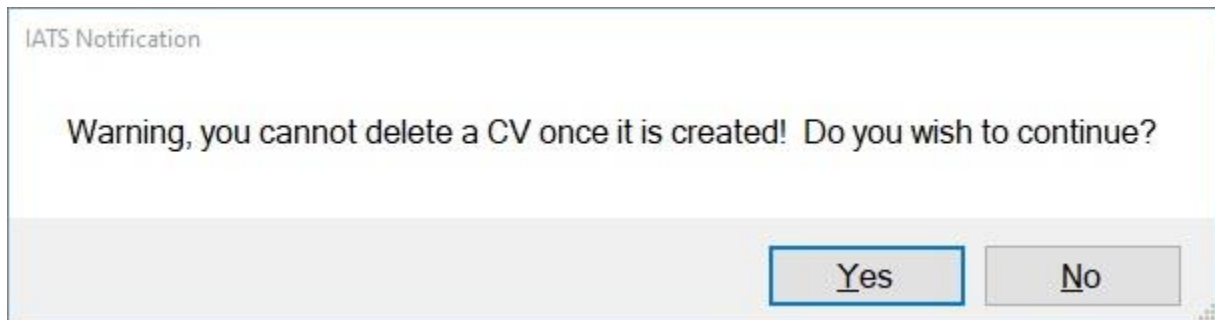 IATS Notification
Warning, you cannot delete a CV once it is created!  Do you wish to continue?
Yes
No